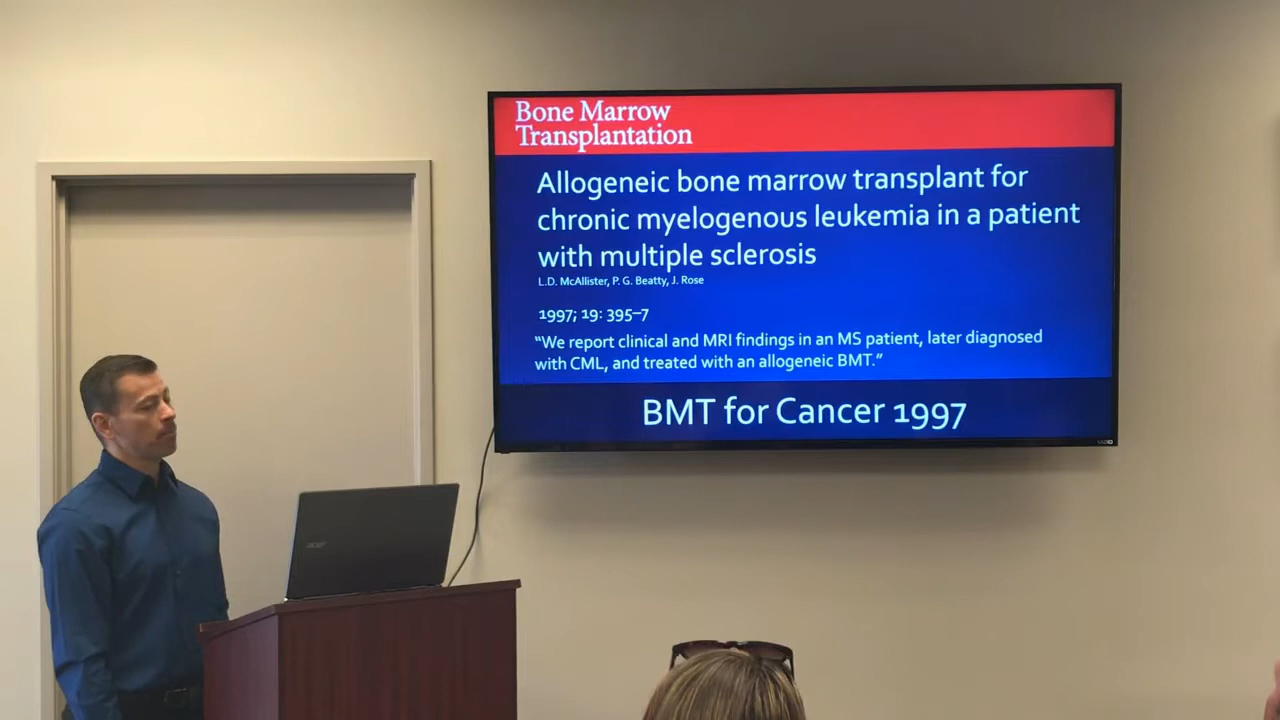 Bone Marrow
Transplantation
Allogeneic bone marrow transplant for
chronic myelogenous leukemia in a patient
with multiple sclerosis
L.D. McAllister, P. G. Beatty, J. Rose
1997; 19: 395–7
“We report clinical and MRI findings in an MS patient, later diagnosed
with CML, and treated with an allogeneic BMT.”
BMT for Cancer 1997
VIZIO
acer